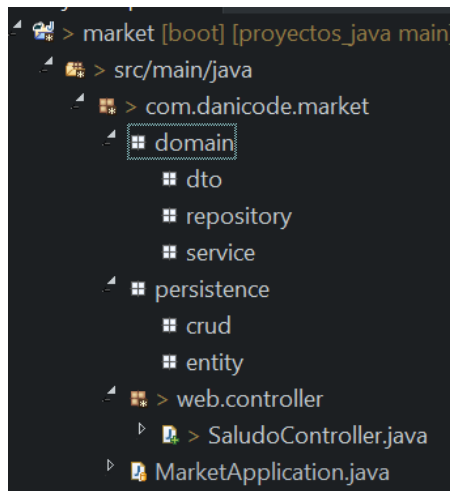 > market [boot] [proyectos_java main]
> src/main/java
> com.danicode.market
domain
dto
repository
service
persistence
crud
entity
> web.controller
> SaludoController.java
MarketApplication.java